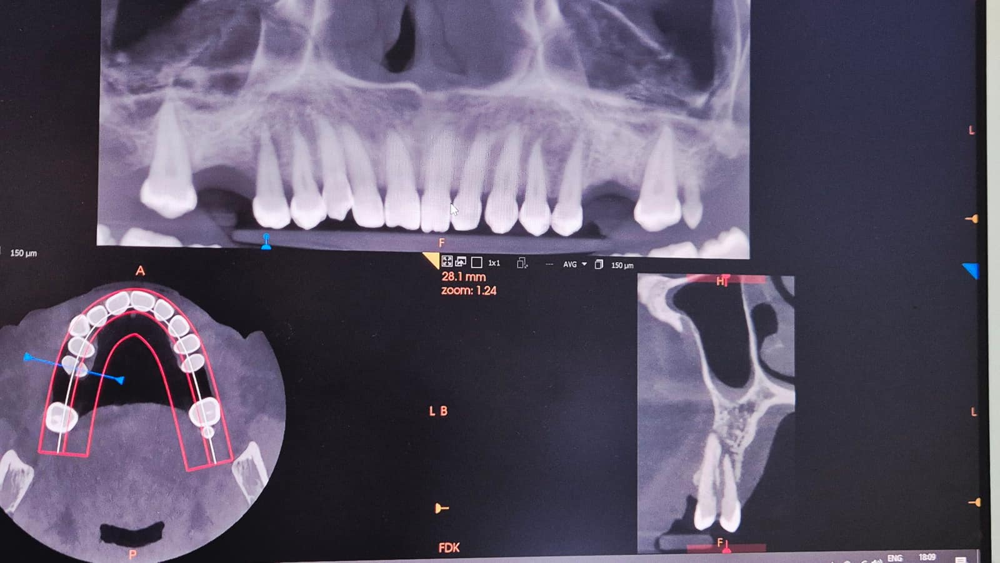 L
150 µm
F
A
1x1 --- AVG 150 µm
28.1 mm
zoom: 1.24
H
L B
L
F
FDK
P
ENG 18:09